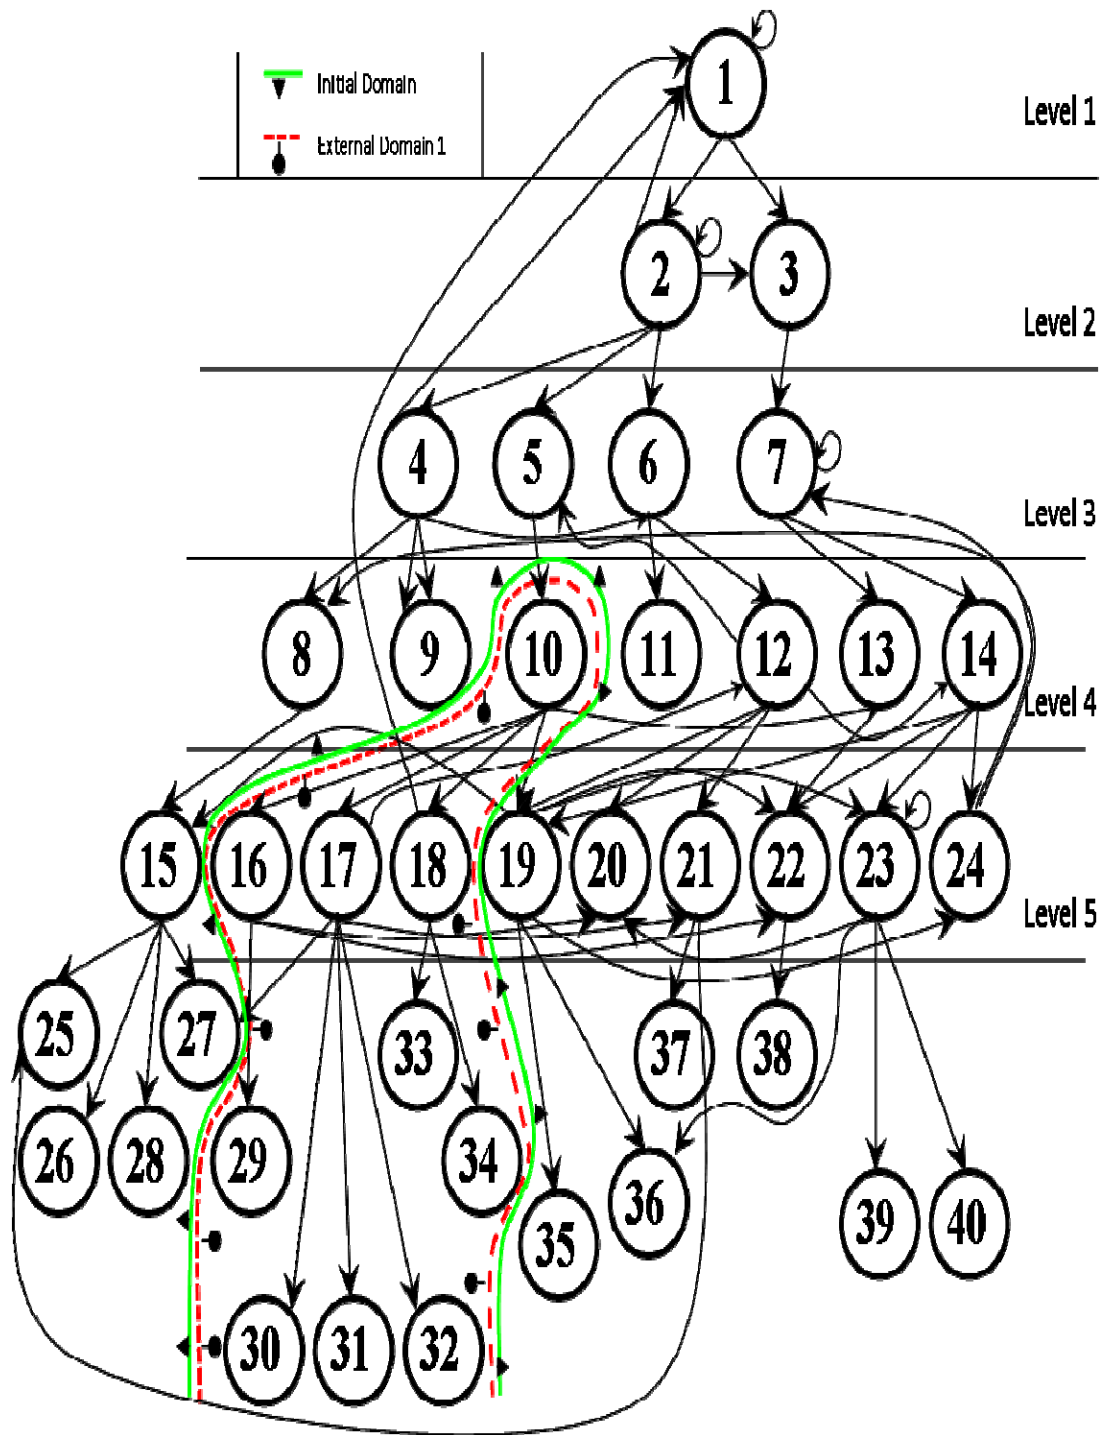 1
Level 1
Initial Domain
External Domain 1
2 3
Level 2
4 5 6 7
Level 3
8 9 10 11 12 13 14
Level 4
15 16 17 18 19 20 21 22 23 24
Level 5
25 27 33 37 38
26 28 29 34 36
35 39 40
30 31 32